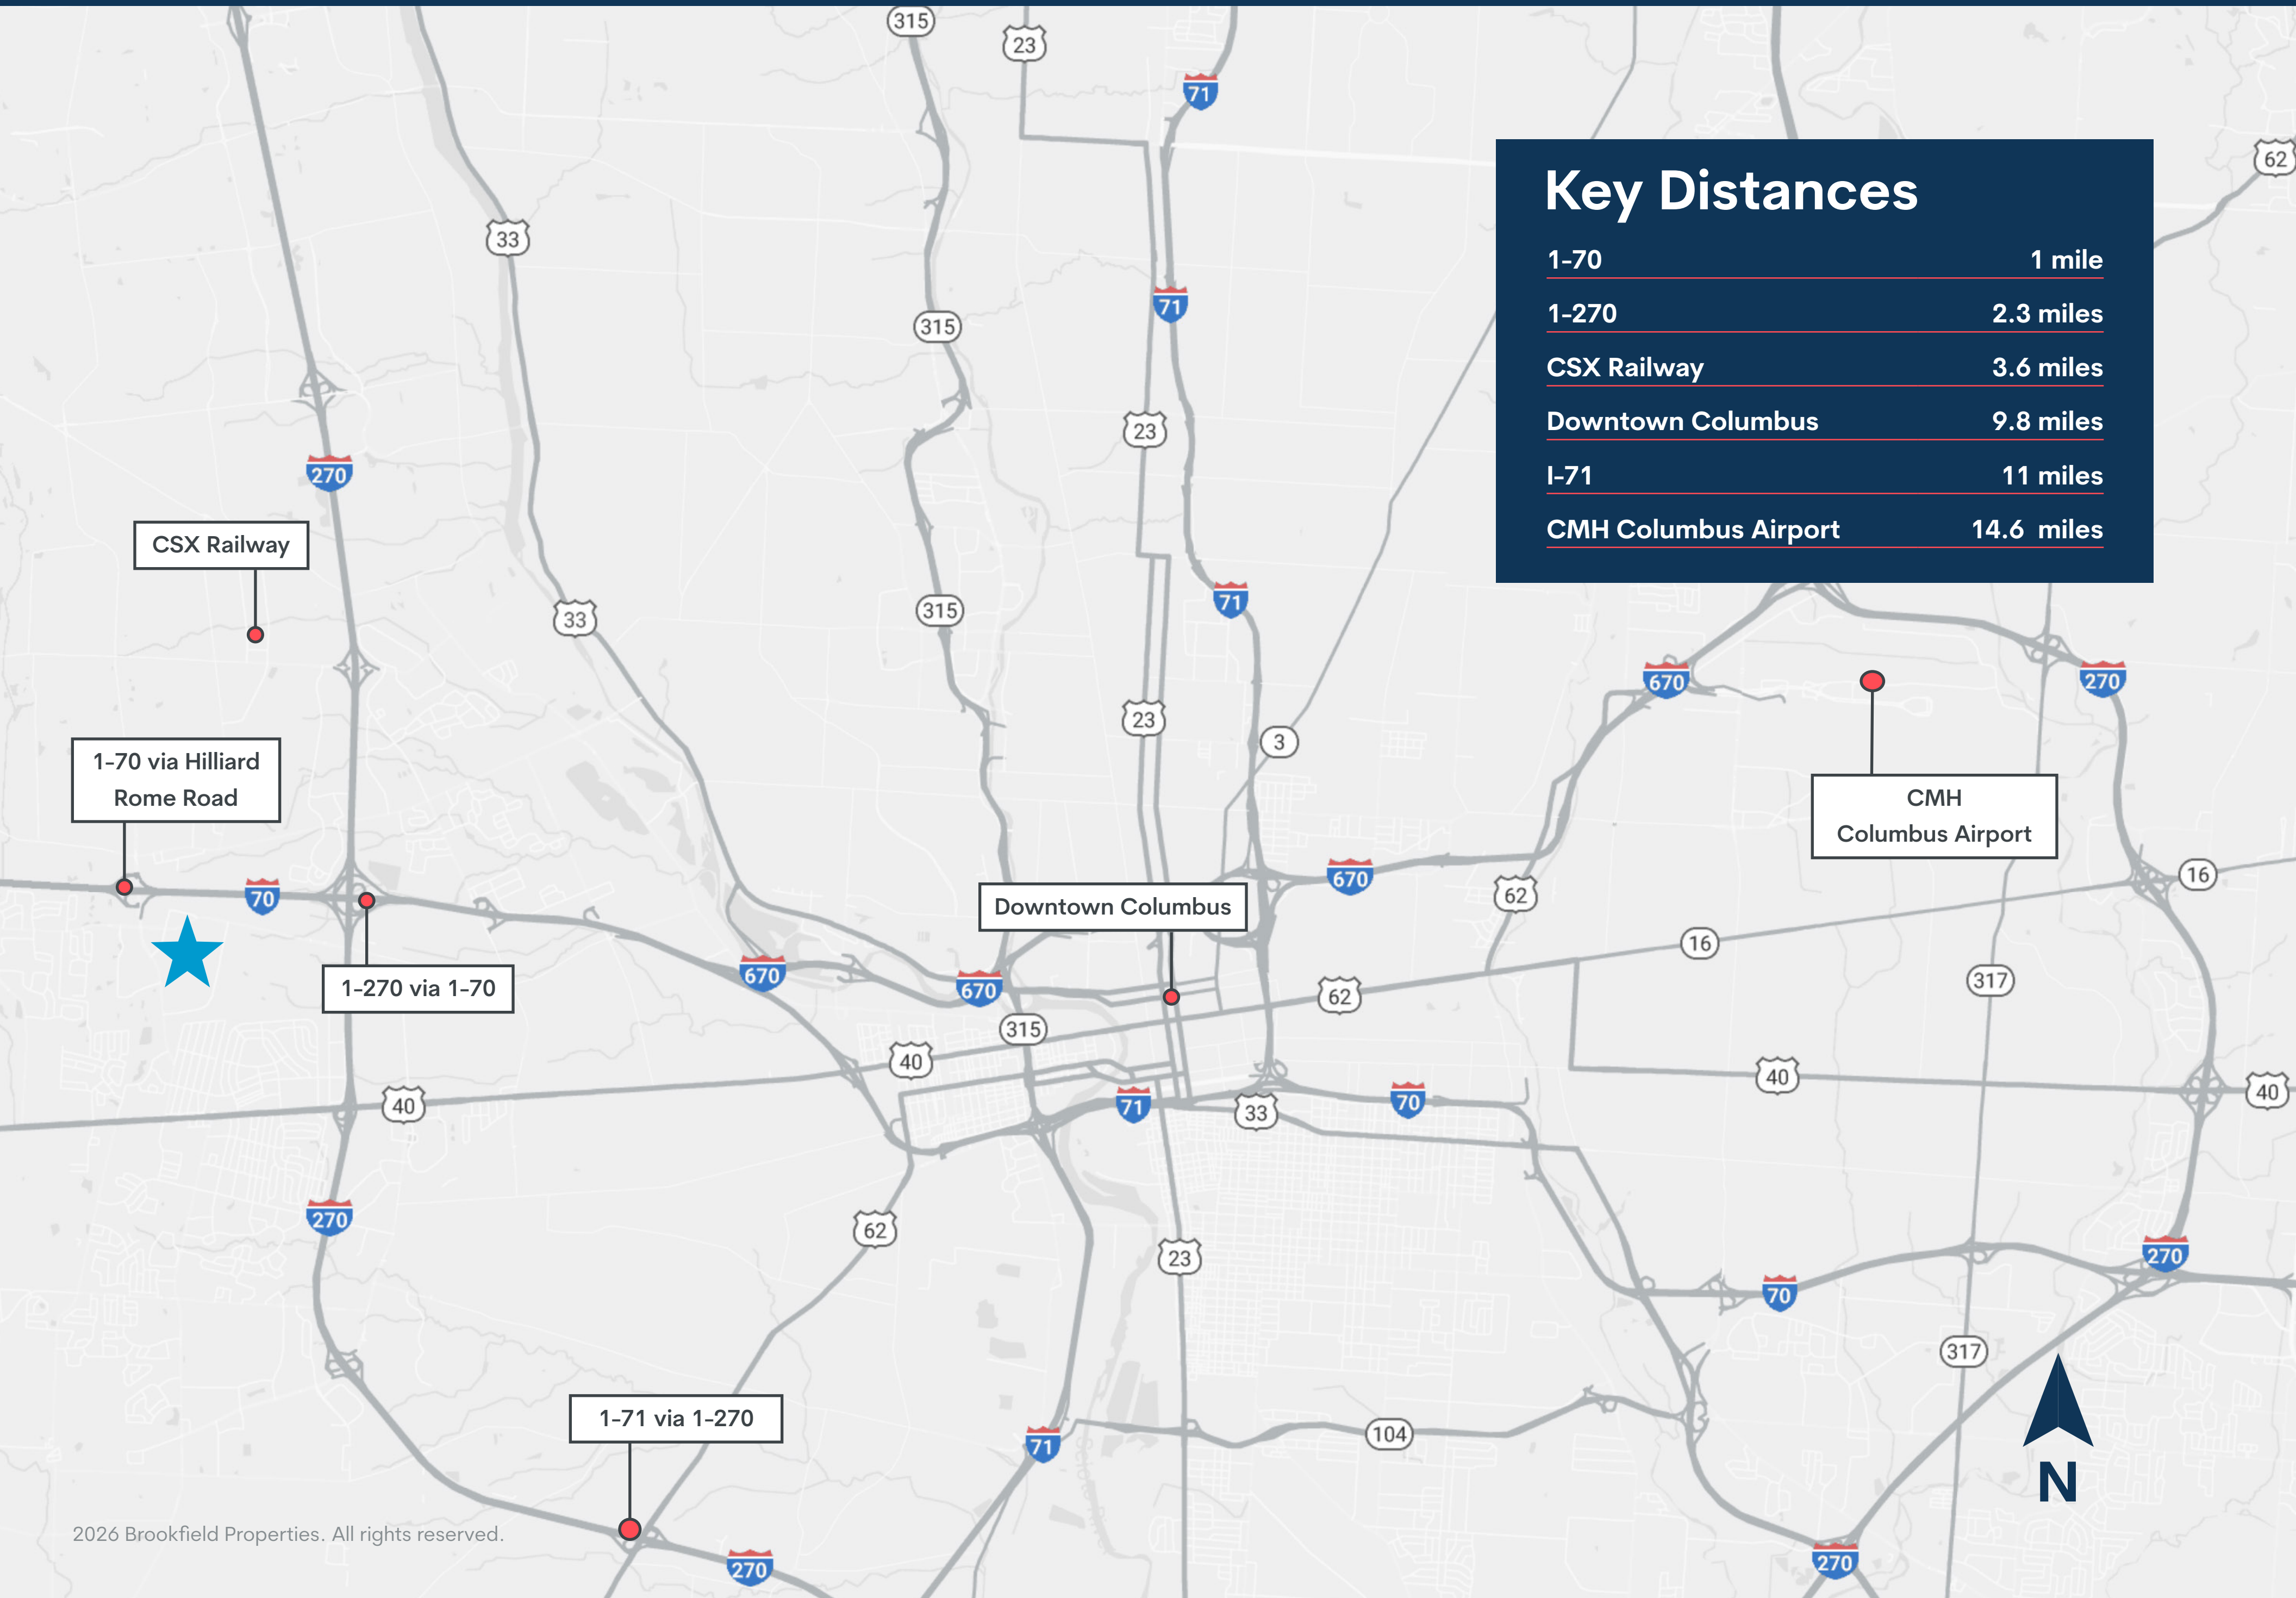 315
23
71
62
Key Distances
1-70 1 mile
1-270 2.3 miles
CSX Railway 3.6 miles
Downtown Columbus 9.8 miles
I-71 11 miles
CMH Columbus Airport 14.6 miles
33
71
315
23
270
CSX Railway
33
315
71
670
270
23
3
1-70 via Hilliard
Rome Road
CMH
Columbus Airport
70
Downtown Columbus
670
62
16
16
1-270 via 1-70
670
670
62
317
315
40
40
71
33
70
40
40
270
62
23
270
70
317
1-71 via 1-270
71
104
N
2026 Brookfield Properties. All rights reserved.
270
270